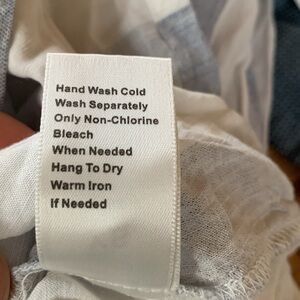 Hand Wash Cold
Wash Separately
Only Non-Chlorine
Bleach
When Needed
Hang To Dry
Warm Iron
If Needed